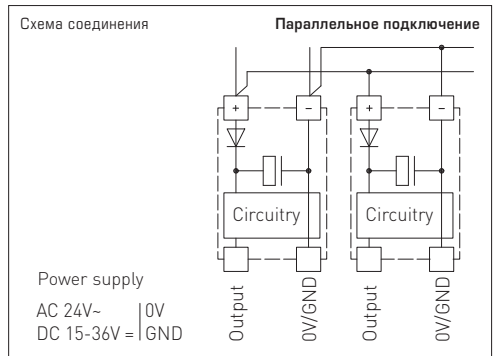 Схема соединения
Параллельное подключение
+ − + −
Circuitry Circuitry
Power supply
AC 24V~ | 0V
DC 15-36V = | GND
Output
0V/GND
Output
0V/GND